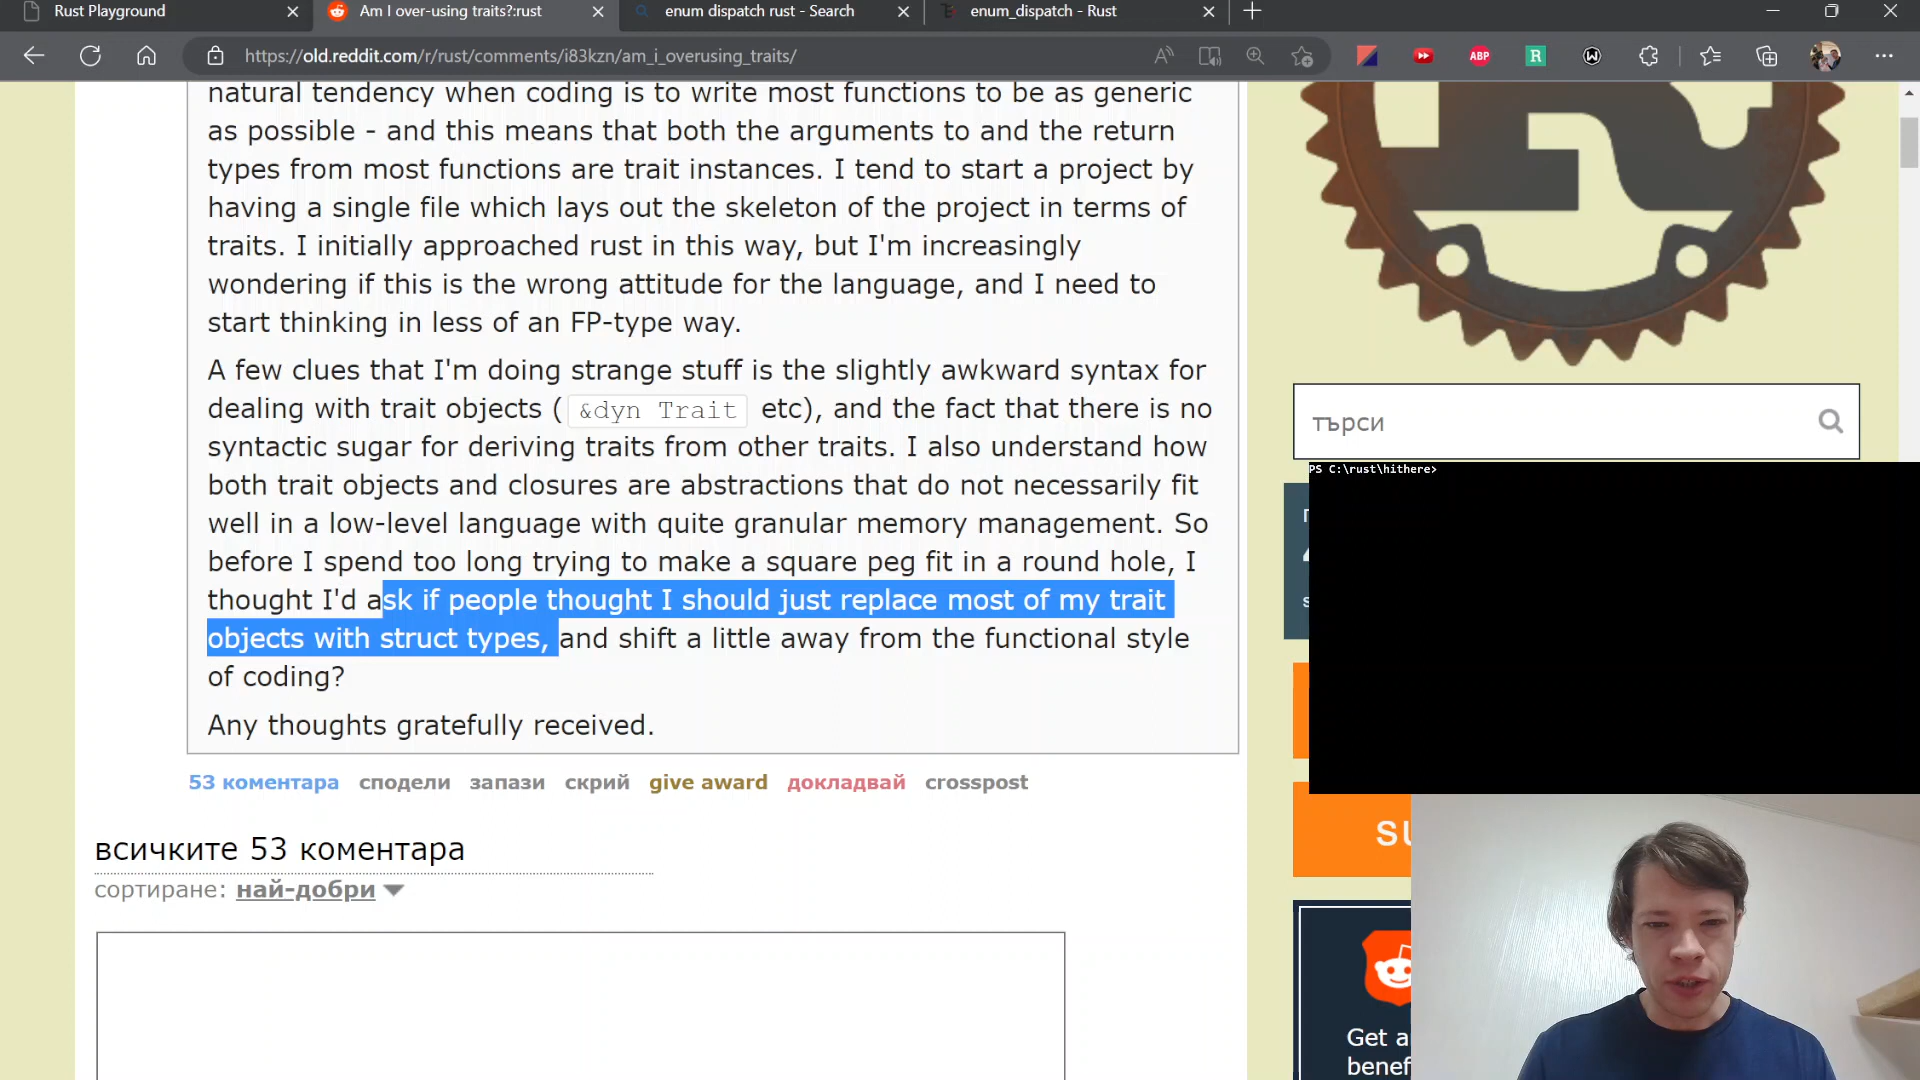 Rust Playground
Am I over-using traits?:rust
enum dispatch rust - Search
enum_dispatch - Rust
https://old.reddit.com/r/rust/comments/i83kzn/am_i_overusing_traits/
natural tendency when coding is to write most functions to be as generic
as possible - and this means that both the arguments to and the return
types from most functions are trait instances. I tend to start a project by
having a single file which lays out the skeleton of the project in terms of
traits. I initially approached rust in this way, but I'm increasingly
wondering if this is the wrong attitude for the language, and I need to
start thinking in less of an FP-type way.
A few clues that I'm doing strange stuff is the slightly awkward syntax for
dealing with trait objects ( &dyn Trait etc), and the fact that there is no
syntactic sugar for deriving traits from other traits. I also understand how
both trait objects and closures are abstractions that do not necessarily fit
well in a low-level language with quite granular memory management. So
before I spend too long trying to make a square peg fit in a round hole, I
thought I'd ask if people thought I should just replace most of my trait
objects with struct types, and shift a little away from the functional style
of coding?
Any thoughts gratefully received.
53 коментара сподели запази скрий give award докладвай crosspost
всичките 53 коментара
сортиране: най-добри
търси
PS C:\rust\hithere>
ABP
R
SU
Get a
benef